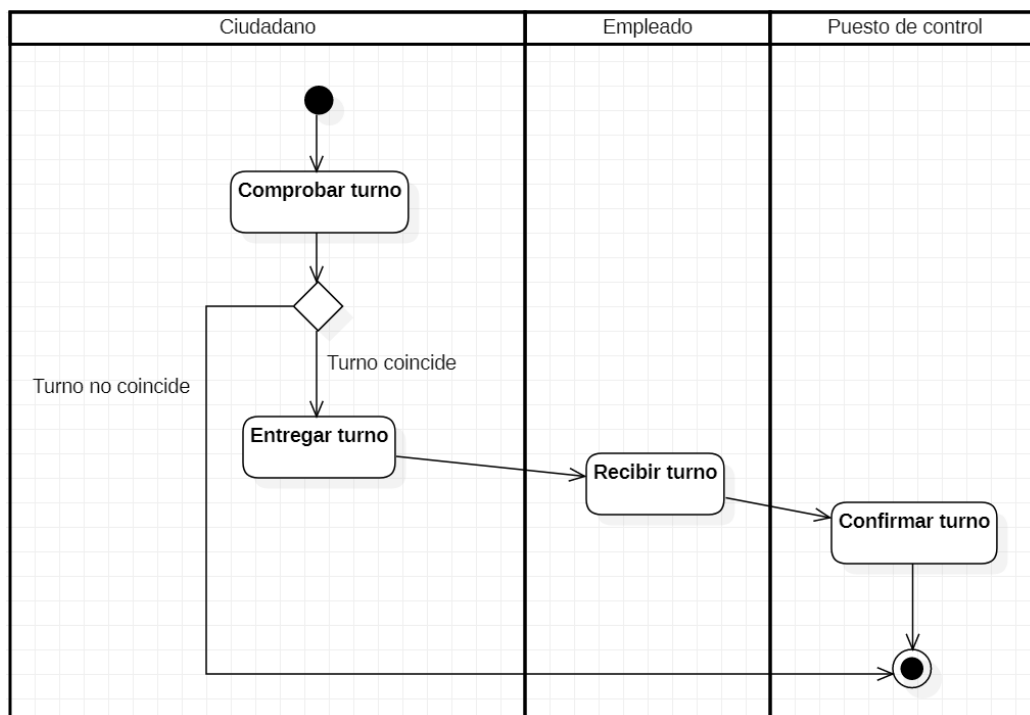 Ciudadano
Empleado
Puesto de control
Comprobar turno
Turno coincide
Turno no coincide
Entregar turno
Recibir turno
Confirmar turno